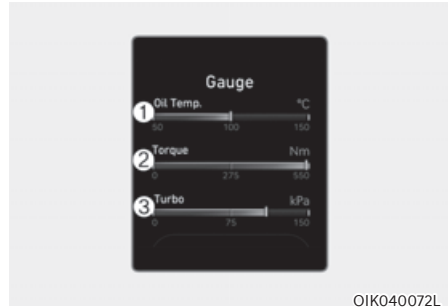 Gauge
① Oil Temp. °C
50 100 150
② Torque Nm
0 275 550
③ Turbo kPa
0 75 150
OIK040072L